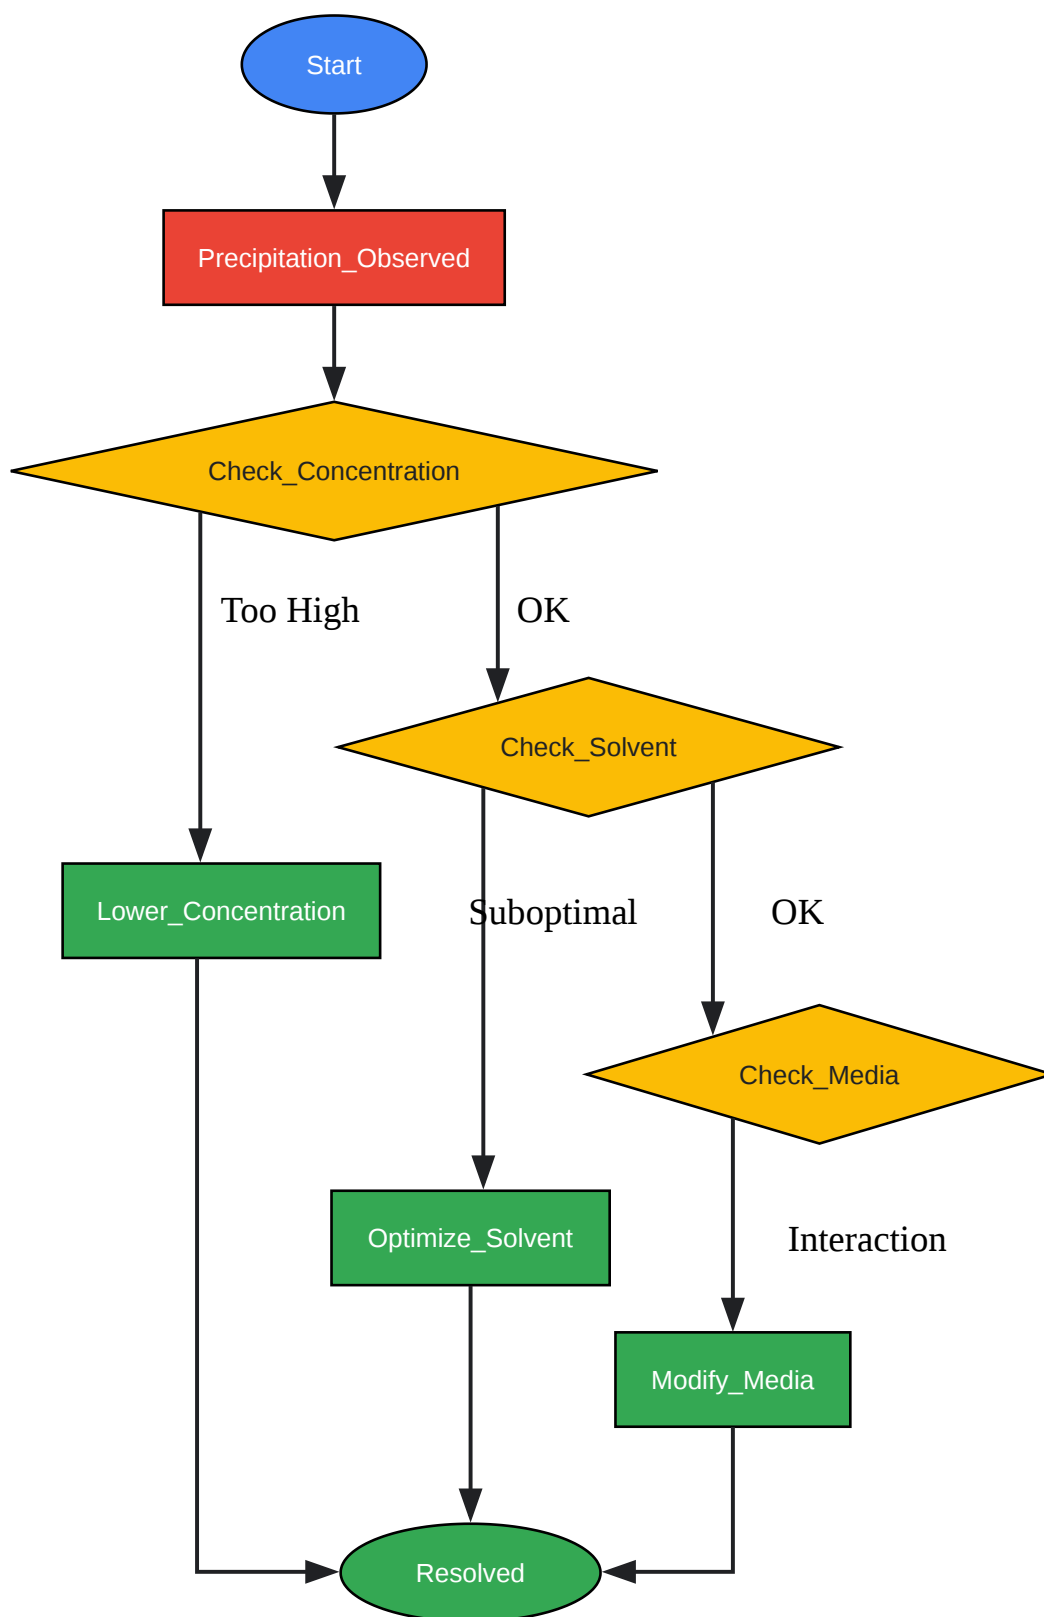 Start
Precipitation_Observed
Check_Concentration
Too High
OK
Check_Solvent
Lower_Concentration
Suboptimal
OK
Check_Media
Optimize_Solvent
Interaction
Modify_Media
Resolved